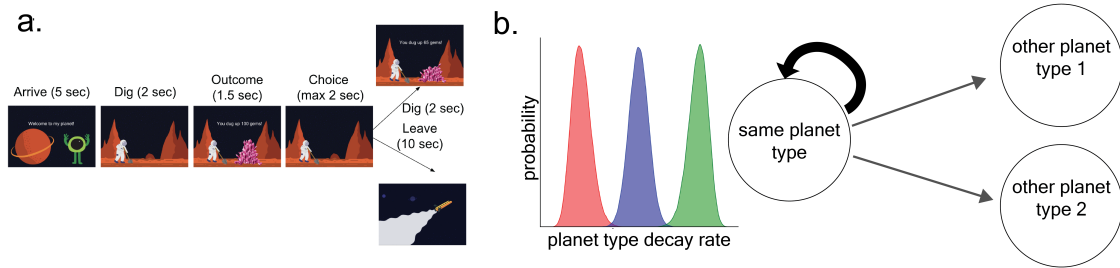 a.
Arrive (5 sec)
Dig (2 sec)
Outcome
(1.5 sec)
Choice
(max 2 sec)
Welcome to my planet!
You dug up 100 gems!
You dug up 65 gems!
Dig (2 sec)
Leave
(10 sec)
b.
probability
planet type decay rate
same planet
type
other planet
type 1
other planet
type 2